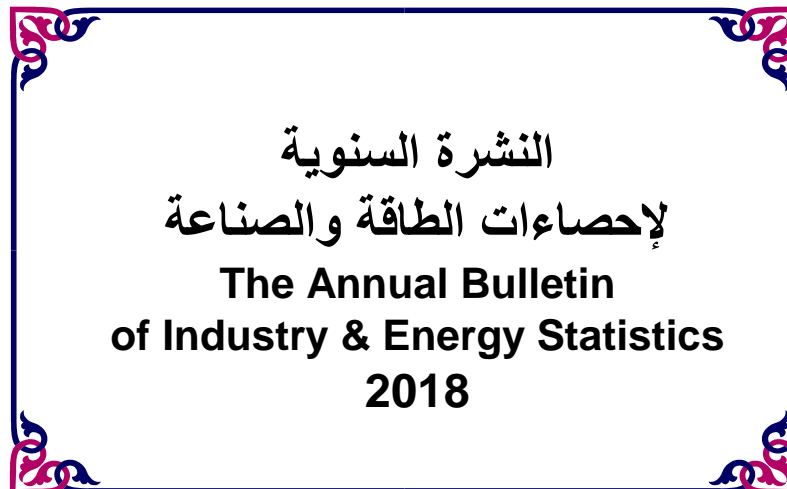 النشرة السنوية
لإحصاءات الطاقة والصناعة
The Annual Bulletin
of Industry & Energy Statistics
2018